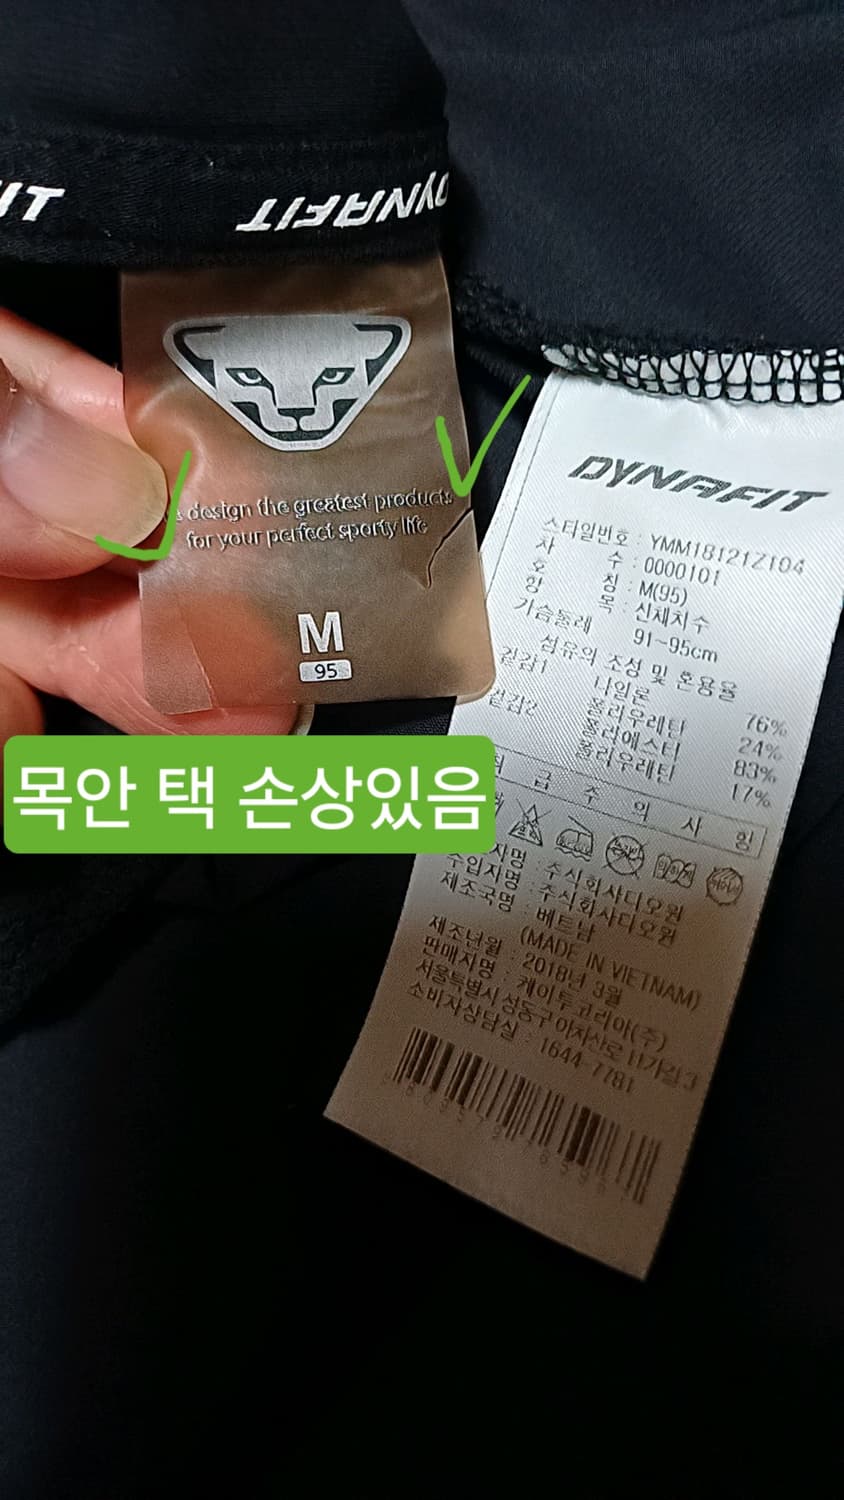 DYNAFIT
design the greatest products
for your perfect sporty life
M
95
목안 택 손상있음
DYNAFIT
스타일번호 : YMM18121Z104
차 수 : 0000101
호 칭 : M(95)
항 목 : 신체치수
가슴둘레 91~95cm
섬유의 조성 및 혼용율
겉감1 나일론 76%
폴리우레탄 24%
겉감2 폴리에스터 83%
폴리우레탄 17%
취 급 주 의 사 항
자명 : 주식회사디오원
수입자명 : 주식회사디오원
제조국명 : 베트남
(MADE IN VIETNAM)
제조년월 : 2018년 3월
판매자명 : 케이투코리아(주)
서울특별시 성동구 아차산로 11가길 3
소비자상담실 : 1644-7781